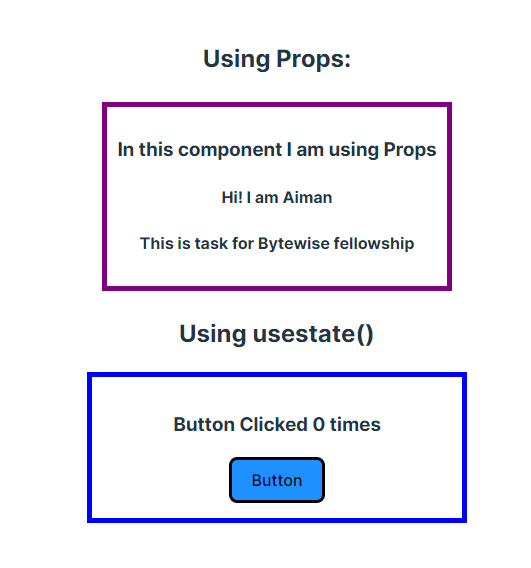 Using Props:
In this component I am using Props
Hi! I am Aiman
This is task for Bytewise fellowship
Using usestate()
Button Clicked 0 times
Button